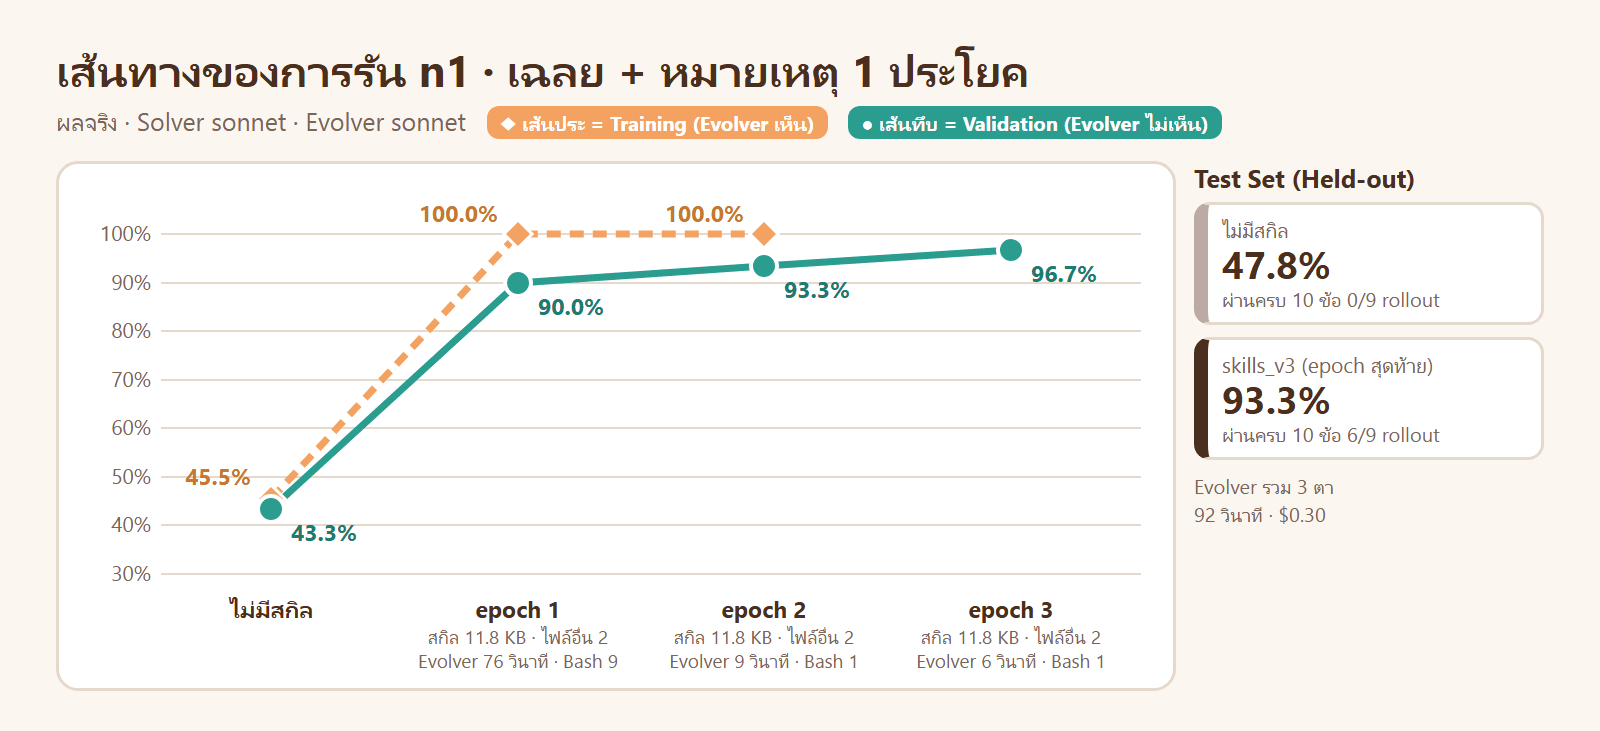 เส้นทางของการรัน n1 · เฉลย + หมายเหตุ 1 ประโยค
ผลจริง · Solver sonnet · Evolver sonnet
◆ เส้นประ = Training (Evolver เห็น)
● เส้นทึบ = Validation (Evolver ไม่เห็น)
100%
90%
80%
70%
60%
50%
40%
30%
45.5%
100.0%
100.0%
43.3%
90.0%
93.3%
96.7%
ไม่มีสกิล
epoch 1
สกิล 11.8 KB · ไฟล์อื่น 2
Evolver 76 วินาที · Bash 9
epoch 2
สกิล 11.8 KB · ไฟล์อื่น 2
Evolver 9 วินาที · Bash 1
epoch 3
สกิล 11.8 KB · ไฟล์อื่น 2
Evolver 6 วินาที · Bash 1
Test Set (Held-out)
ไม่มีสกิล
47.8%
ผ่านครบ 10 ข้อ 0/9 rollout
skills_v3 (epoch สุดท้าย)
93.3%
ผ่านครบ 10 ข้อ 6/9 rollout
Evolver รวม 3 ตา
92 วินาที · $0.30